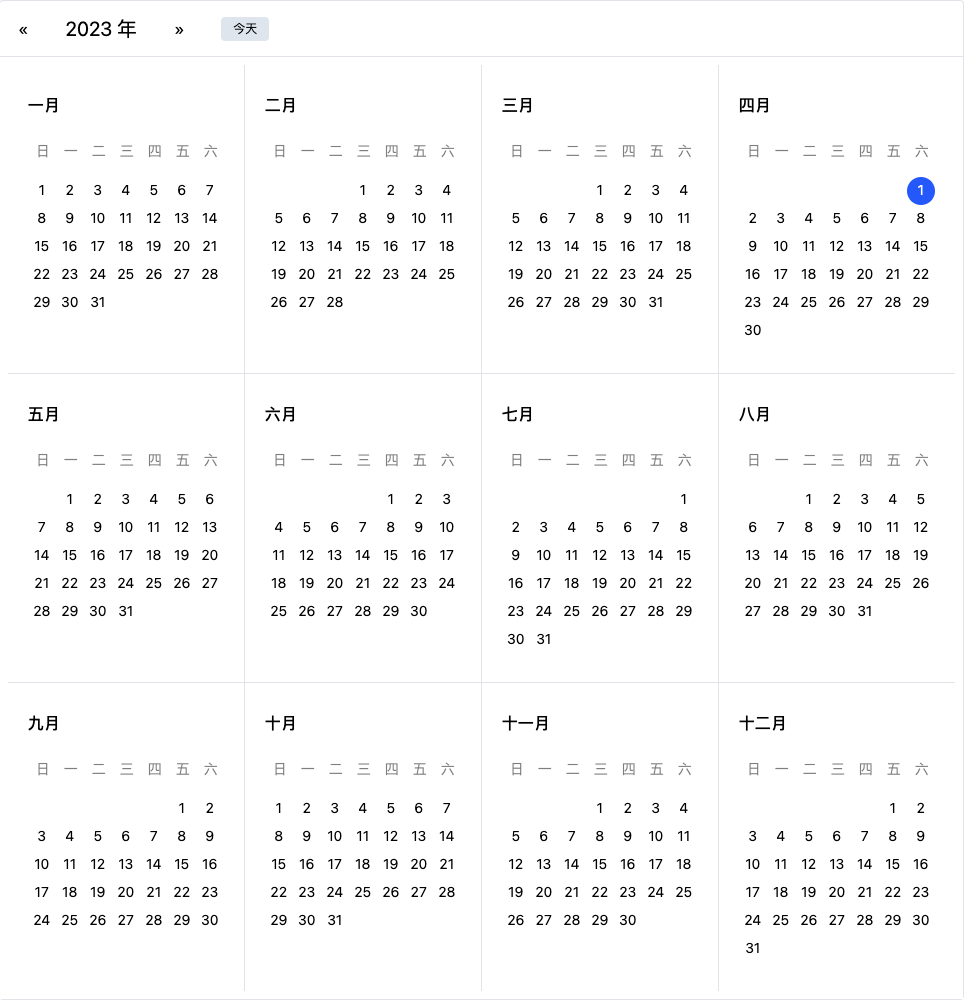 « 2023 年 » 今天
一月 二月 三月 四月
日 一 二 三 四 五 六 日 一 二 三 四 五 六 日 一 二 三 四 五 六 日 一 二 三 四 五 六
1 2 3 4 5 6 7 1 2 3 4 1 2 3 4 1
8 9 10 11 12 13 14 5 6 7 8 9 10 11 5 6 7 8 9 10 11 2 3 4 5 6 7 8
15 16 17 18 19 20 21 12 13 14 15 16 17 18 12 13 14 15 16 17 18 9 10 11 12 13 14 15
22 23 24 25 26 27 28 19 20 21 22 23 24 25 19 20 21 22 23 24 25 16 17 18 19 20 21 22
29 30 31 26 27 28 26 27 28 29 30 31 23 24 25 26 27 28 29
30
五月 六月 七月 八月
日 一 二 三 四 五 六 日 一 二 三 四 五 六 日 一 二 三 四 五 六 日 一 二 三 四 五 六
1 2 3 4 5 6 1 2 3 1 1 2 3 4 5
7 8 9 10 11 12 13 4 5 6 7 8 9 10 2 3 4 5 6 7 8 6 7 8 9 10 11 12
14 15 16 17 18 19 20 11 12 13 14 15 16 17 9 10 11 12 13 14 15 13 14 15 16 17 18 19
21 22 23 24 25 26 27 18 19 20 21 22 23 24 16 17 18 19 20 21 22 20 21 22 23 24 25 26
28 29 30 31 25 26 27 28 29 30 23 24 25 26 27 28 29 27 28 29 30 31
30 31
九月 十月 十一月 十二月
日 一 二 三 四 五 六 日 一 二 三 四 五 六 日 一 二 三 四 五 六 日 一 二 三 四 五 六
1 2 1 2 3 4 5 6 7 1 2 3 4 1 2
3 4 5 6 7 8 9 8 9 10 11 12 13 14 5 6 7 8 9 10 11 3 4 5 6 7 8 9
10 11 12 13 14 15 16 15 16 17 18 19 20 21 12 13 14 15 16 17 18 10 11 12 13 14 15 16
17 18 19 20 21 22 23 22 23 24 25 26 27 28 19 20 21 22 23 24 25 17 18 19 20 21 22 23
24 25 26 27 28 29 30 29 30 31 26 27 28 29 30 24 25 26 27 28 29 30
31